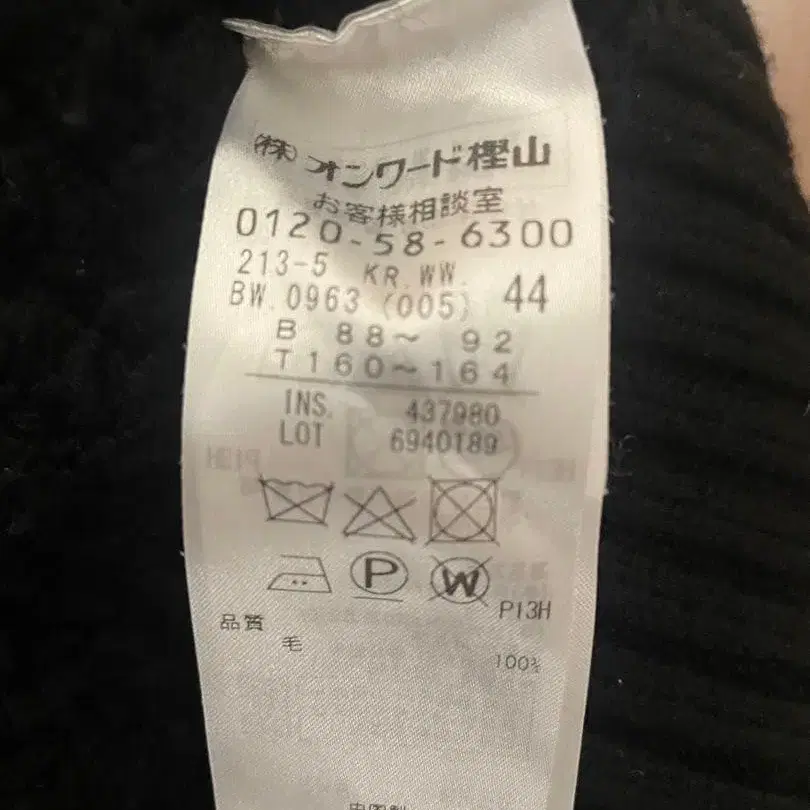 (株)オンワード樫山
お客様相談室
0120-58-6300
213-5 KR.WW.
BW.0963 (005) 44
B 88~ 92
T 160~164
INS. 437980
LOT 6940189
P W P13H
品質
毛 100%